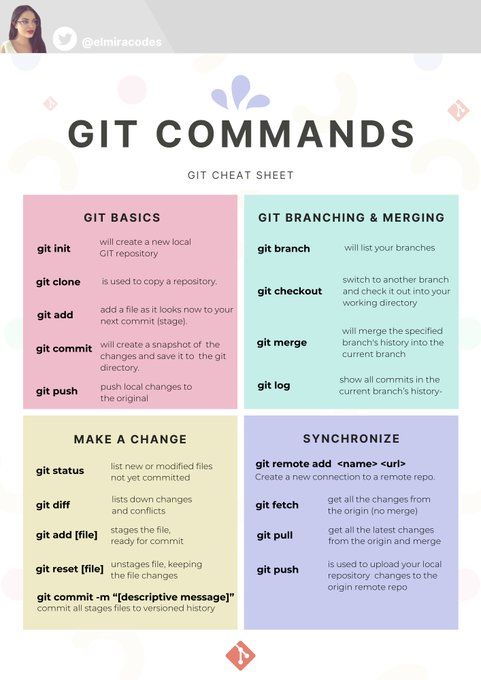 @elmiracodes
GIT COMMANDS
GIT CHEAT SHEET
GIT BASICS
git init
will create a new local
GIT repository
git clone
is used to copy a repository.
git add
add a file as it looks now to your
next commit (stage).
git commit
will create a snapshot of the
changes and save it to the git
directory.
git push
push local changes to
the original
GIT BRANCHING & MERGING
git branch
will list your branches
git checkout
switch to another branch
and check it out into your
working directory
git merge
will merge the specified
branch's history into the
current branch
git log
show all commits in the
current branch's history-
MAKE A CHANGE
git status
list new or modified files
not yet committed
git diff
lists down changes
and conflicts
git add [file]
stages the file,
ready for commit
git reset [file]
unstages file, keeping
the file changes
git commit -m “[descriptive message]”
commit all stages files to versioned history
SYNCHRONIZE
git remote add <name> <url>
Create a new connection to a remote repo.
git fetch
get all the changes from
the origin (no merge)
git pull
get all the latest changes
from the origin and merge
git push
is used to upload your local
repository changes to the
origin remote repo